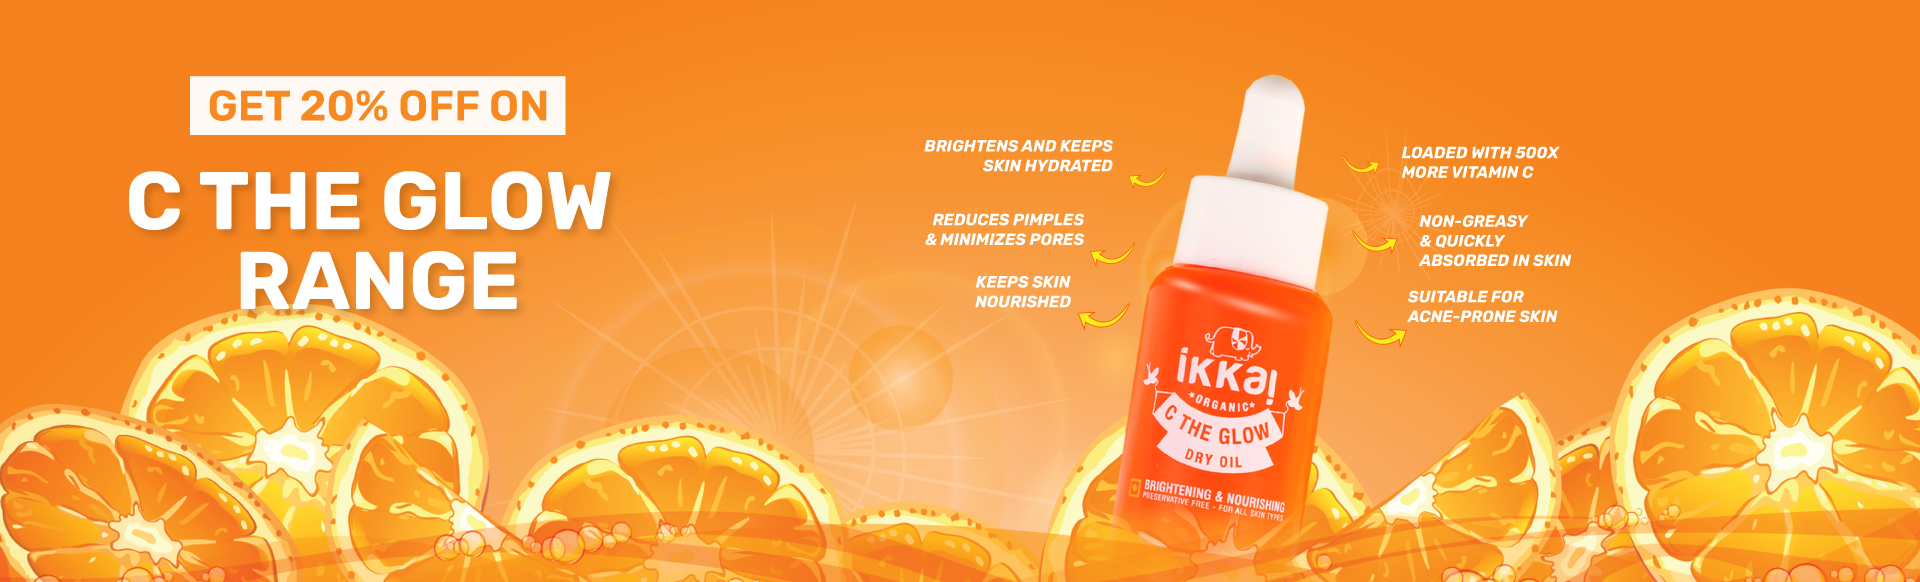 GET 20% OFF ON
C THE GLOW
RANGE
BRIGHTENS AND KEEPS
SKIN HYDRATED
REDUCES PIMPLES
& MINIMIZES PORES
KEEPS SKIN
NOURISHED
LOADED WITH 500X
MORE VITAMIN C
NON-GREASY
& QUICKLY
ABSORBED IN SKIN
SUITABLE FOR
ACNE-PRONE SKIN
ikkai
★ORGANIC★
C THE GLOW
DRY OIL
BRIGHTENING & NOURISHING
PRESERVATIVE FREE - FOR ALL SKIN TYPES